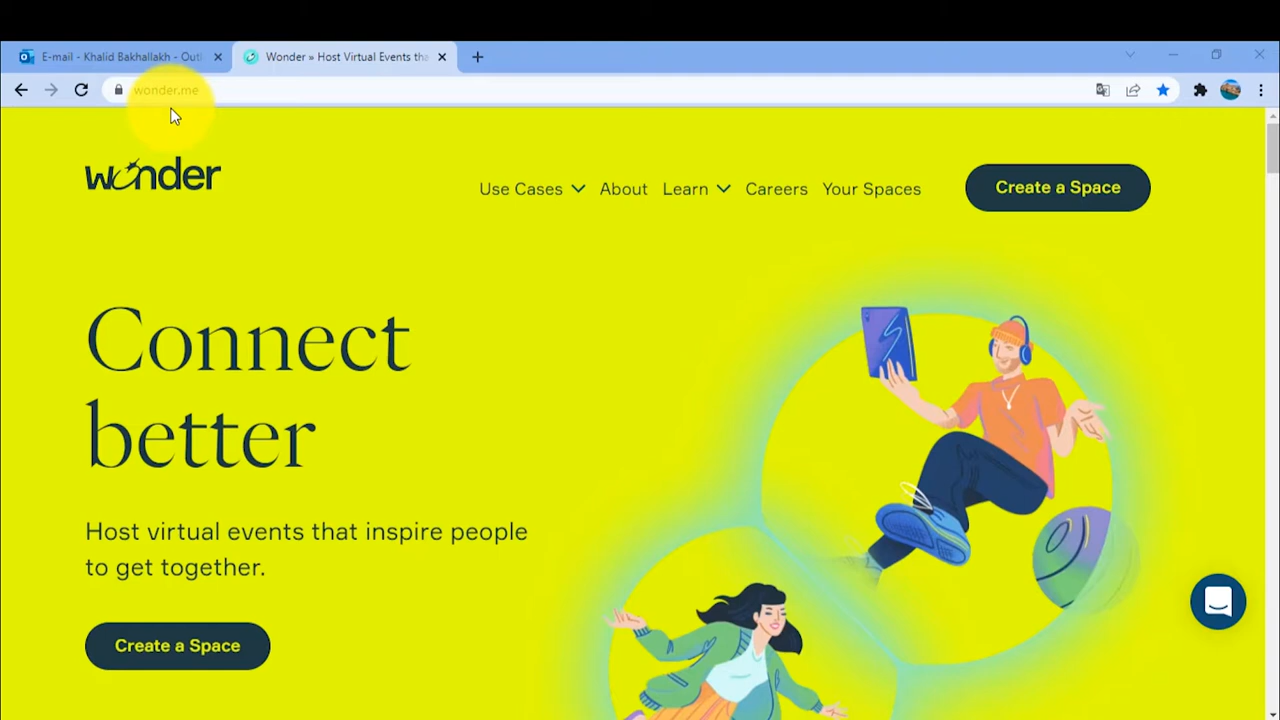 E-mail - Khalid Bakhallakh - Outl
Wonder » Host Virtual Events tha
wonder.me
wonder
Use Cases
About
Learn
Careers
Your Spaces
Create a Space
Connect
better
Host virtual events that inspire people
to get together.
Create a Space